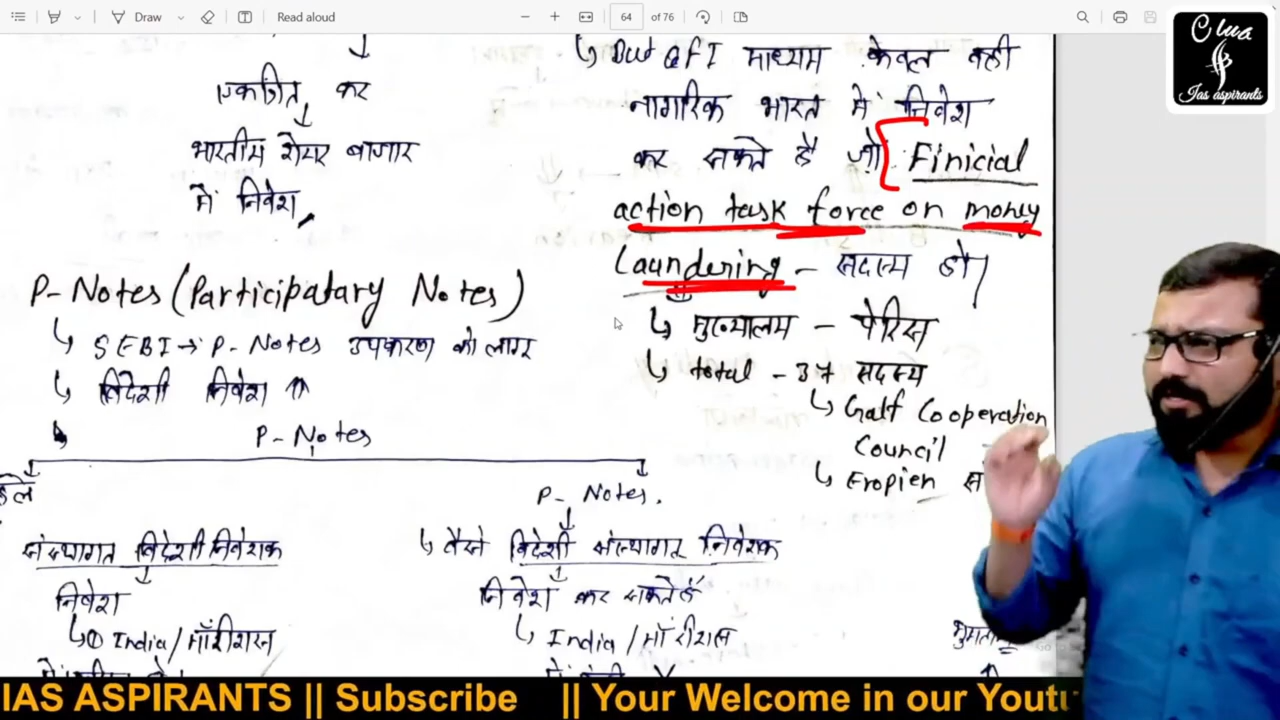 Draw
Read aloud
64 of 76
Clua
Ias aspirants
एकत्रित कर
भारतीय शेयर बाजार
में निवेश
But QFI माध्यम केवल वही
नागरिक भारत में निवेश
कर सकते है जो Finicial
action task force on money
Laundering - सदस्य हो।
मुख्यालय - पेरिस
total - 37 सदस्य
Galf Cooperation
Council
Eropien
P-Notes (Participatary Notes)
SEBI → P-Notes उपकरण को लागू
विदेशी निवेश ↑↑
P-Notes
संस्थागत विदेशी निवेशक
निवेश
① India/मॉरीशस
P-Notes.
वैसे विदेशी संस्थागत निवेशक
निवेश कर सकते है
India/मॉरीशस
IAS ASPIRANTS || Subscribe || Your Welcome in our Yout